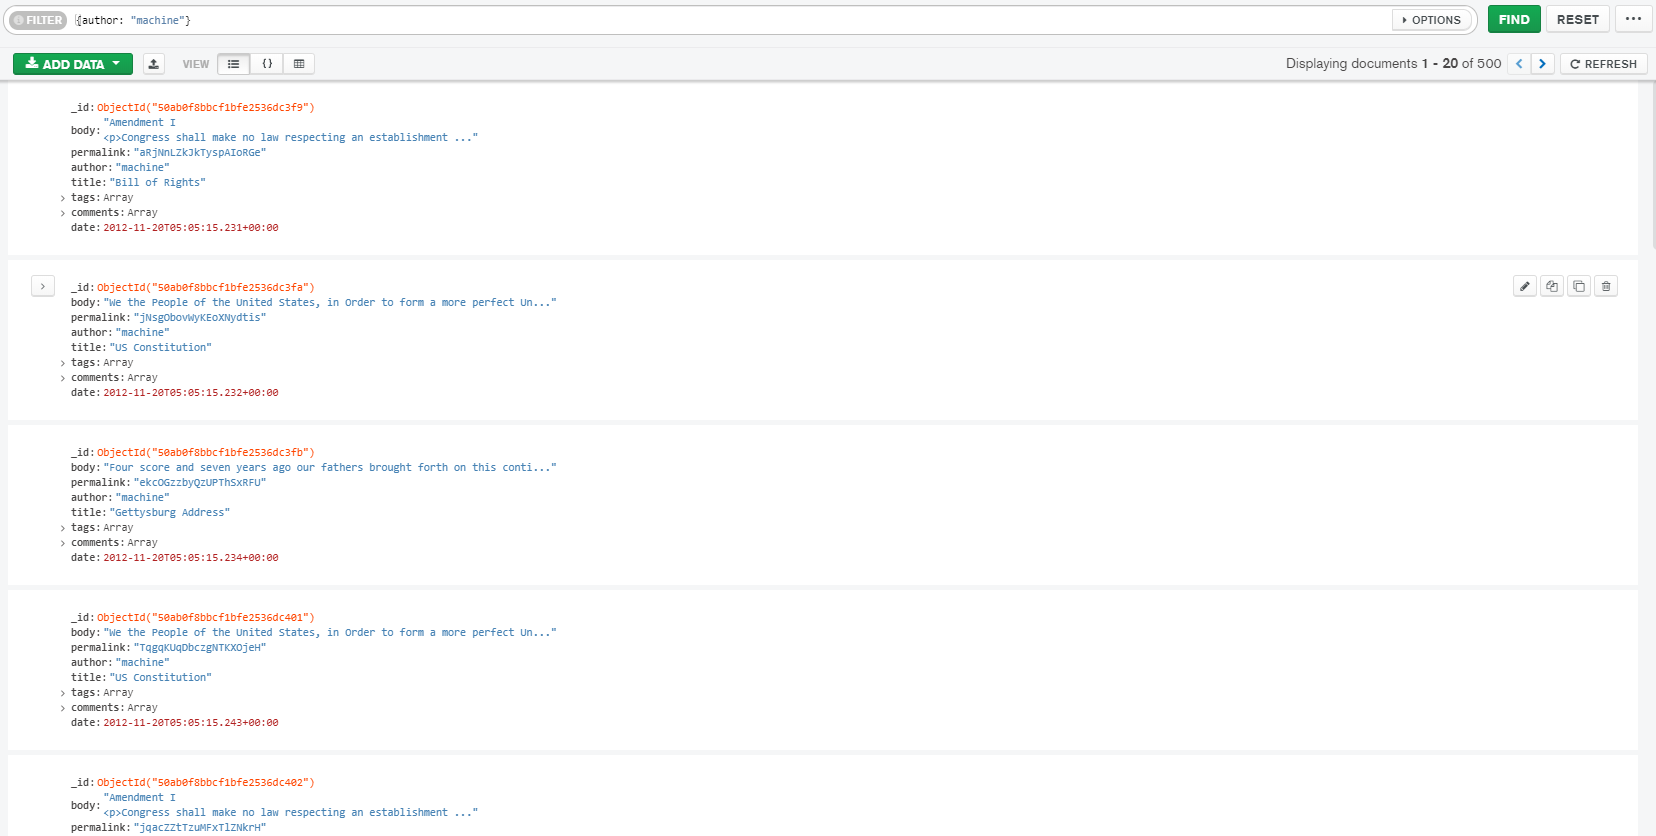 FILTER {author: "machine"} OPTIONS FIND RESET ...
ADD DATA VIEW {} Displaying documents 1 - 20 of 500 REFRESH
_id: ObjectId("50ab0f8bbcf1bfe2536dc3f9")
"Amendment I
body:
<p>Congress shall make no law respecting an establishment ..."
permalink: "aRjNnLZkJkTyspAIoRGe"
author: "machine"
title: "Bill of Rights"
tags: Array
comments: Array
date: 2012-11-20T05:05:15.231+00:00
_id: ObjectId("50ab0f8bbcf1bfe2536dc3fa")
body: "We the People of the United States, in Order to form a more perfect Un..."
permalink: "jNsgObovWyKEoXNydtis"
author: "machine"
title: "US Constitution"
tags: Array
comments: Array
date: 2012-11-20T05:05:15.232+00:00
_id: ObjectId("50ab0f8bbcf1bfe2536dc3fb")
body: "Four score and seven years ago our fathers brought forth on this conti..."
permalink: "ekcOGzzbyQzUPThSxRFU"
author: "machine"
title: "Gettysburg Address"
tags: Array
comments: Array
date: 2012-11-20T05:05:15.234+00:00
_id: ObjectId("50ab0f8bbcf1bfe2536dc401")
body: "We the People of the United States, in Order to form a more perfect Un..."
permalink: "TqgqKUqDbczgNTKXOjeH"
author: "machine"
title: "US Constitution"
tags: Array
comments: Array
date: 2012-11-20T05:05:15.243+00:00
_id: ObjectId("50ab0f8bbcf1bfe2536dc402")
"Amendment I
body:
<p>Congress shall make no law respecting an establishment ..."
permalink: "jqacZZtTzuMFxTlZNkrH"